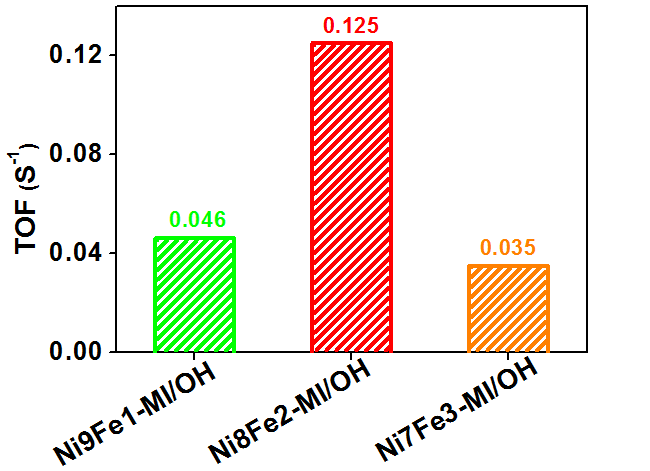 0.12
0.08
0.04
0.00
TOF (S⁻¹)
0.046
0.125
0.035
Ni9Fe1-MI/OH
Ni8Fe2-MI/OH
Ni7Fe3-MI/OH